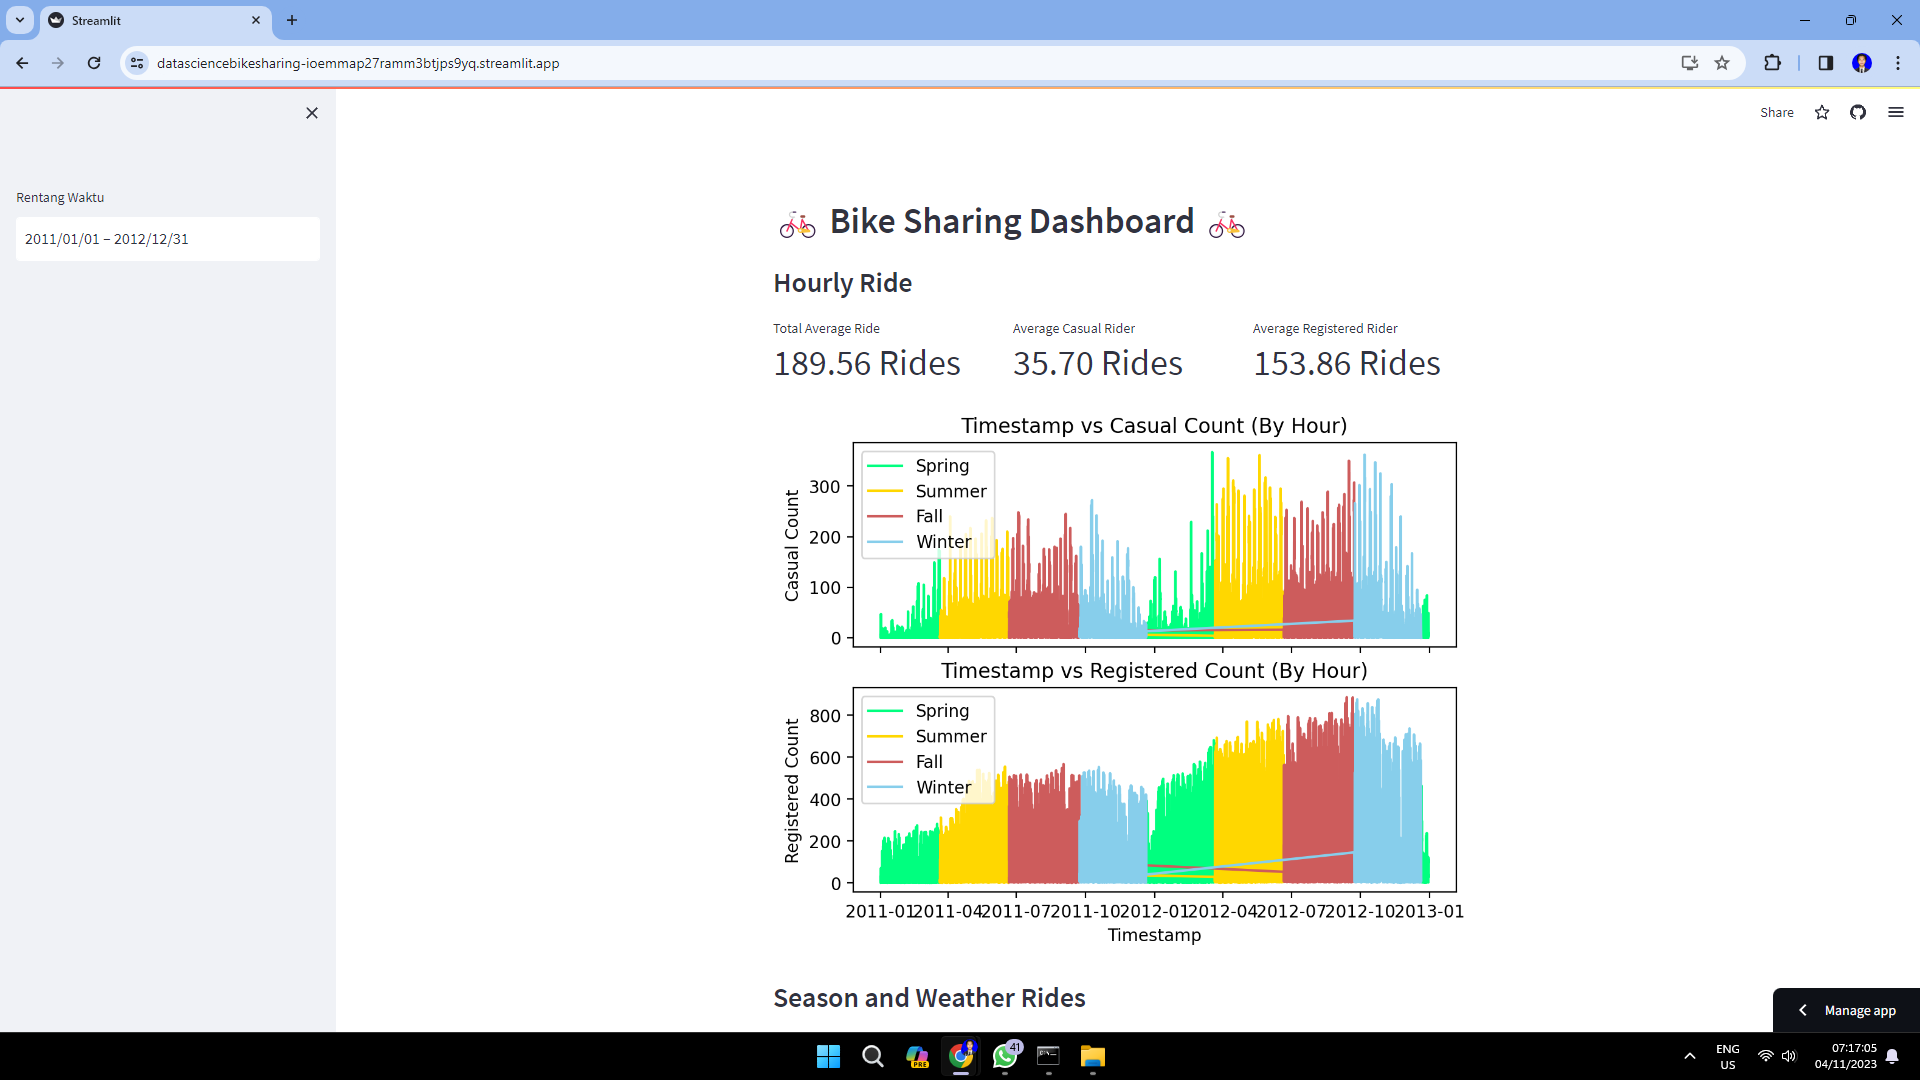 Streamlit
datasciencebikesharing-ioemmap27ramm3btjps9yq.streamlit.app
Share
Rentang Waktu
2011/01/01 – 2012/12/31
Bike Sharing Dashboard
Hourly Ride
Total Average Ride
189.56 Rides
Average Casual Rider
35.70 Rides
Average Registered Rider
153.86 Rides
Timestamp vs Casual Count (By Hour)
Spring
Summer
Fall
Winter
300
200
100
0
Casual Count
Timestamp vs Registered Count (By Hour)
Spring
Summer
Fall
Winter
800
600
400
200
0
Registered Count
2011-01 2011-04 2011-07 2011-10 2012-01 2012-04 2012-07 2012-10 2013-01
Timestamp
Season and Weather Rides
Manage app
PRE
41
ENG
US
07:17:05
04/11/2023